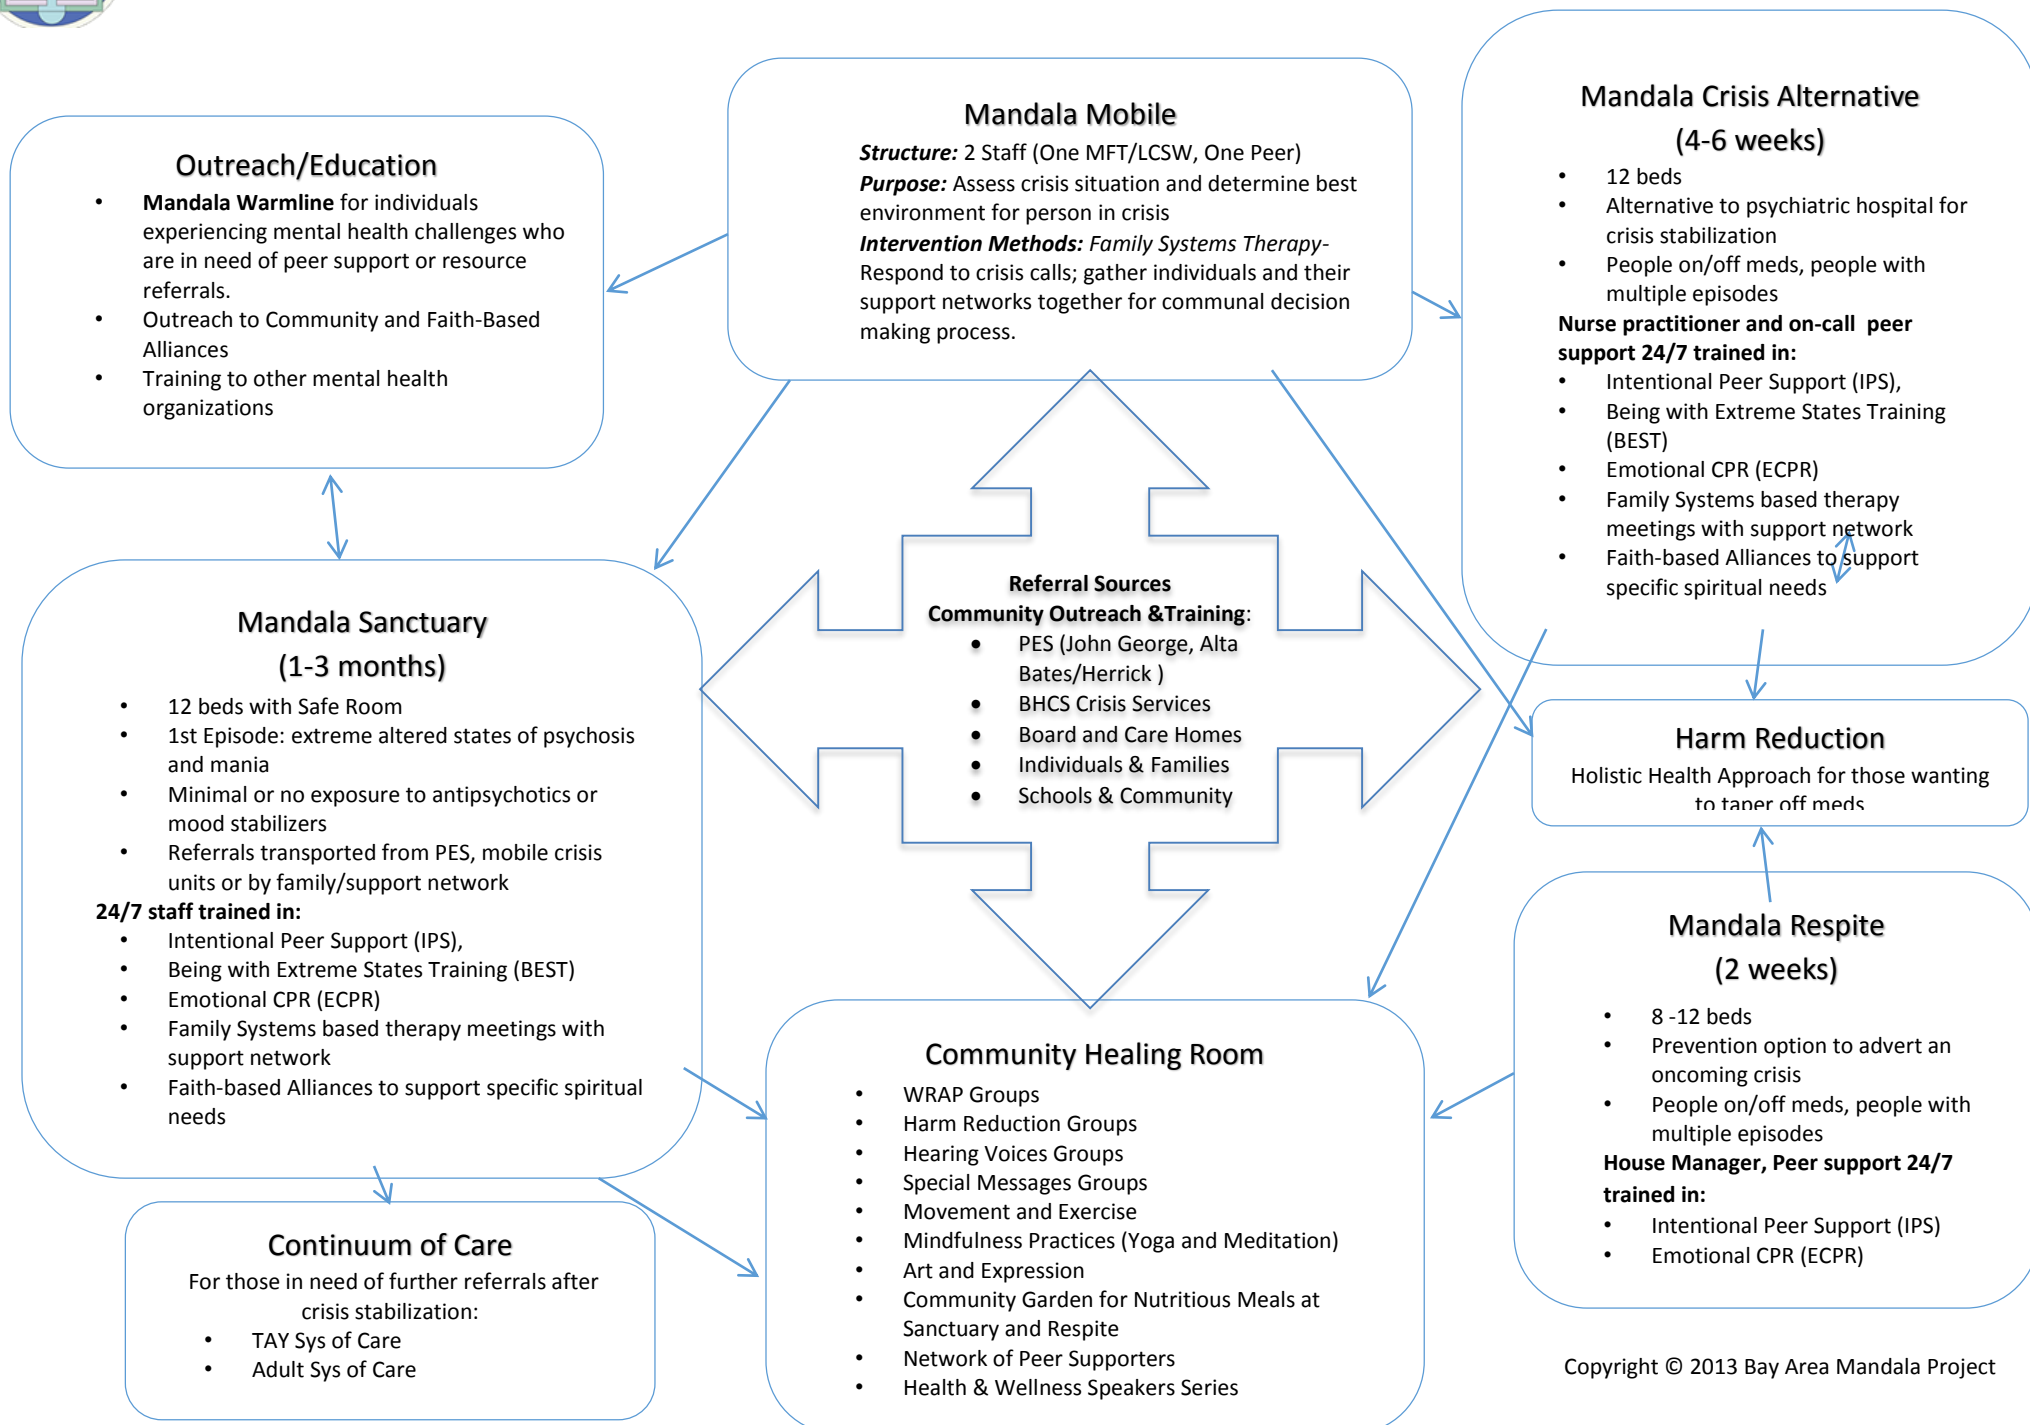 Outreach/Education
• Mandala Warmline for individuals
experiencing mental health challenges who
are in need of peer support or resource
referrals.
• Outreach to Community and Faith-Based
Alliances
• Training to other mental health
organizations
Mandala Mobile
Structure: 2 Staff (One MFT/LCSW, One Peer)
Purpose: Assess crisis situation and determine best
environment for person in crisis
Intervention Methods: Family Systems Therapy-
Respond to crisis calls; gather individuals and their
support networks together for communal decision
making process.
Mandala Crisis Alternative
(4-6 weeks)
• 12 beds
• Alternative to psychiatric hospital for
crisis stabilization
• People on/off meds, people with
multiple episodes
Nurse practitioner and on-call peer
support 24/7 trained in:
• Intentional Peer Support (IPS),
• Being with Extreme States Training
(BEST)
• Emotional CPR (ECPR)
• Family Systems based therapy
meetings with support network
• Faith-based Alliances to support
specific spiritual needs
Mandala Sanctuary
(1-3 months)
• 12 beds with Safe Room
• 1st Episode: extreme altered states of psychosis
and mania
• Minimal or no exposure to antipsychotics or
mood stabilizers
• Referrals transported from PES, mobile crisis
units or by family/support network
24/7 staff trained in:
• Intentional Peer Support (IPS),
• Being with Extreme States Training (BEST)
• Emotional CPR (ECPR)
• Family Systems based therapy meetings with
support network
• Faith-based Alliances to support specific spiritual
needs
Referral Sources
Community Outreach &Training:
• PES (John George, Alta
Bates/Herrick )
• BHCS Crisis Services
• Board and Care Homes
• Individuals & Families
• Schools & Community
Harm Reduction
Holistic Health Approach for those wanting
to taper off meds
Mandala Respite
(2 weeks)
• 8 -12 beds
• Prevention option to advert an
oncoming crisis
• People on/off meds, people with
multiple episodes
House Manager, Peer support 24/7
trained in:
• Intentional Peer Support (IPS)
• Emotional CPR (ECPR)
Community Healing Room
• WRAP Groups
• Harm Reduction Groups
• Hearing Voices Groups
• Special Messages Groups
• Movement and Exercise
• Mindfulness Practices (Yoga and Meditation)
• Art and Expression
• Community Garden for Nutritious Meals at
Sanctuary and Respite
• Network of Peer Supporters
• Health & Wellness Speakers Series
Continuum of Care
For those in need of further referrals after
crisis stabilization:
• TAY Sys of Care
• Adult Sys of Care
Copyright © 2013 Bay Area Mandala Project